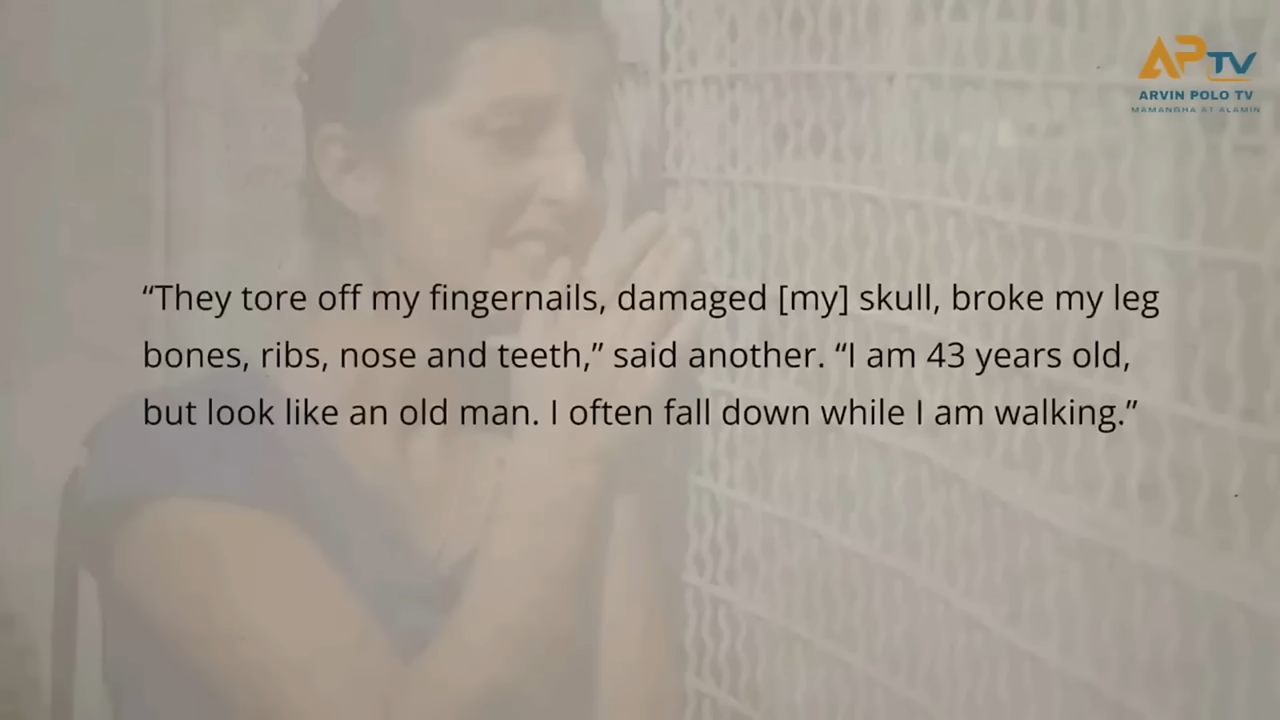 APTV
ARVIN POLO TV
MAMANGHA AT ALAMIN
“They tore off my fingernails, damaged [my] skull, broke my leg
bones, ribs, nose and teeth,” said another. “I am 43 years old,
but look like an old man. I often fall down while I am walking.”